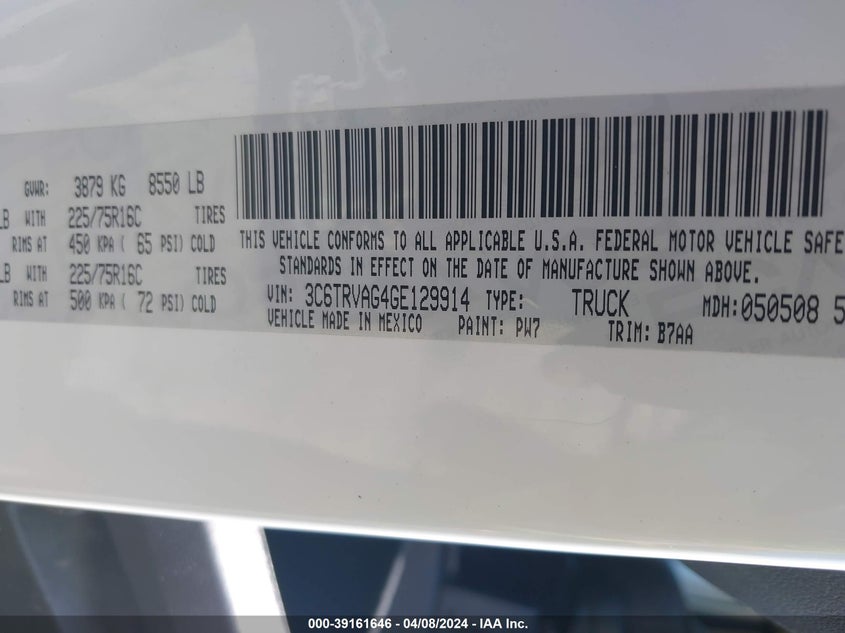 GVWR: 3879 KG 8550 LB
LB WITH 225/75R16C TIRES
RIMS AT 450 KPA ( 65 PSI) COLD
LB WITH 225/75R16C TIRES
RIMS AT 500 KPA ( 72 PSI) COLD
THIS VEHICLE CONFORMS TO ALL APPLICABLE U.S.A. FEDERAL MOTOR VEHICLE SAFE
STANDARDS IN EFFECT ON THE DATE OF MANUFACTURE SHOWN ABOVE.
VIN: 3C6TRVAG4GE129914 TYPE: TRUCK MDH: 050508 5
VEHICLE MADE IN MEXICO PAINT: PW7 TRIM: B7AA
000-39161646 - 04/08/2024 - IAA Inc.